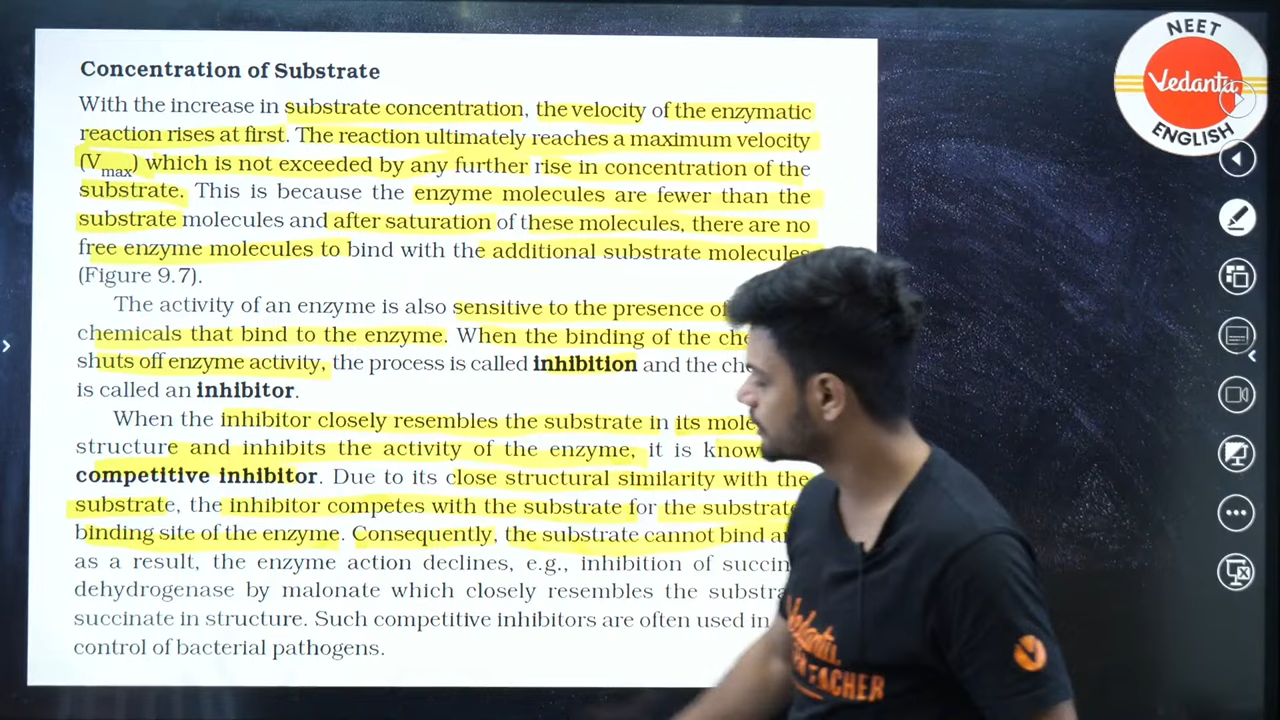 Concentration of Substrate
With the increase in substrate concentration, the velocity of the enzymatic
reaction rises at first. The reaction ultimately reaches a maximum velocity
(Vmax) which is not exceeded by any further rise in concentration of the
substrate. This is because the enzyme molecules are fewer than the
substrate molecules and after saturation of these molecules, there are no
free enzyme molecules to bind with the additional substrate molecules
(Figure 9.7).
The activity of an enzyme is also sensitive to the presence of
chemicals that bind to the enzyme. When the binding of the che
shuts off enzyme activity, the process is called inhibition and the che
is called an inhibitor.
When the inhibitor closely resembles the substrate in its mole
structure and inhibits the activity of the enzyme, it is know
competitive inhibitor. Due to its close structural similarity with the
substrate, the inhibitor competes with the substrate for the substrate
binding site of the enzyme. Consequently, the substrate cannot bind a
as a result, the enzyme action declines, e.g., inhibition of succin
dehydrogenase by malonate which closely resembles the substra
succinate in structure. Such competitive inhibitors are often used in
control of bacterial pathogens.
NEET
Vedantu
ENGLISH
Vedantu
TEACHER